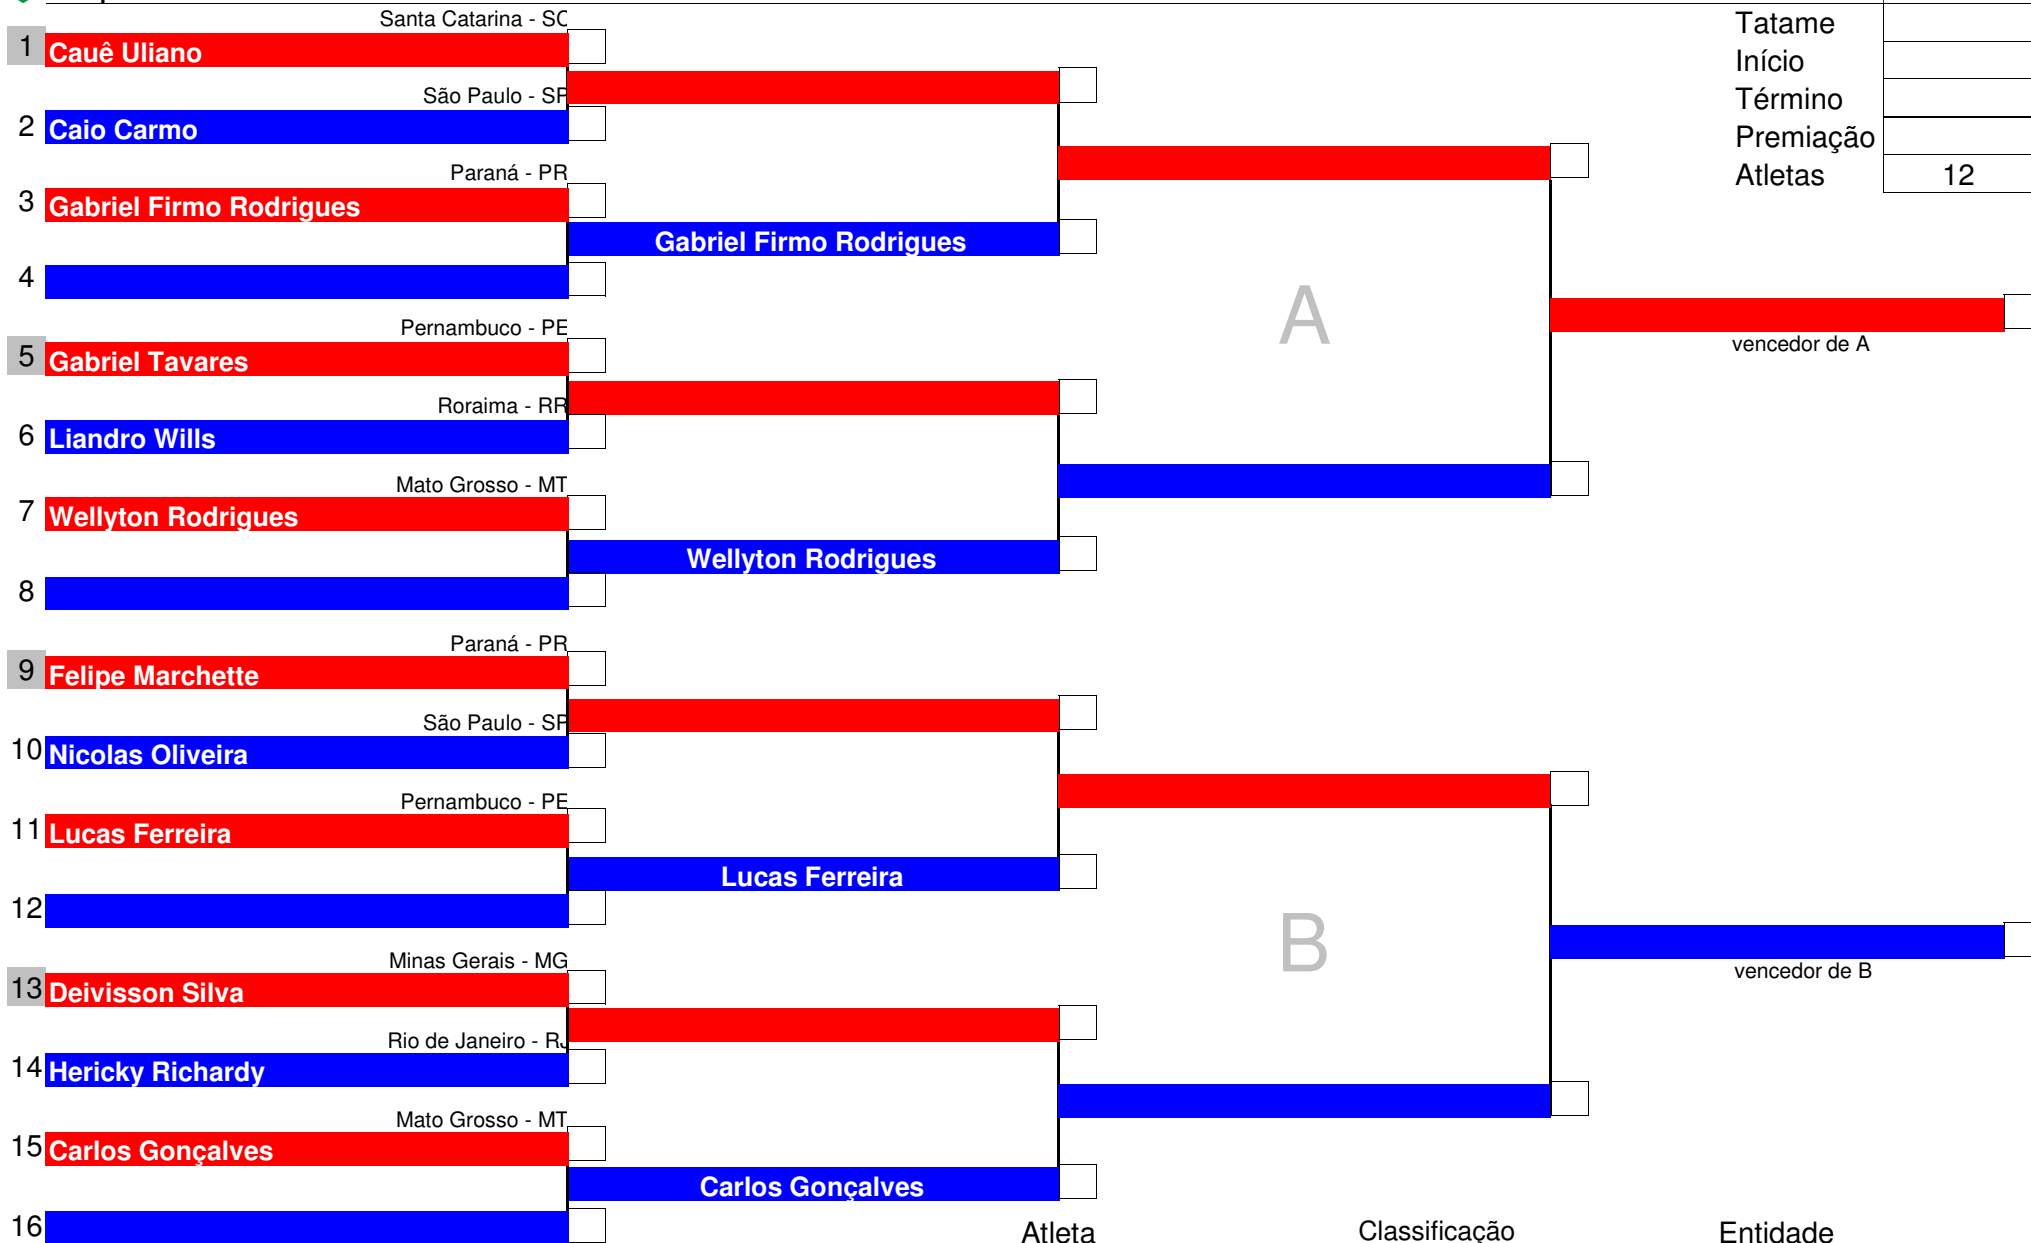 Santa Catarina - SC
1 Cauê Uliano
São Paulo - SP
2 Caio Carmo
Paraná - PR
3 Gabriel Firmo Rodrigues
Gabriel Firmo Rodrigues
4
Pernambuco - PE
5 Gabriel Tavares
Roraima - RR
6 Liandro Wills
Mato Grosso - MT
7 Wellyton Rodrigues
Wellyton Rodrigues
8
Paraná - PR
9 Felipe Marchette
São Paulo - SP
10 Nicolas Oliveira
Pernambuco - PE
11 Lucas Ferreira
Lucas Ferreira
12
Minas Gerais - MG
13 Deivisson Silva
Rio de Janeiro - RJ
14 Hericky Richardy
Mato Grosso - MT
15 Carlos Gonçalves
Carlos Gonçalves
16
A
B
Tatame
Início
Término
Premiação
Atletas 12
vencedor de A
vencedor de B
Atleta Classificação Entidade